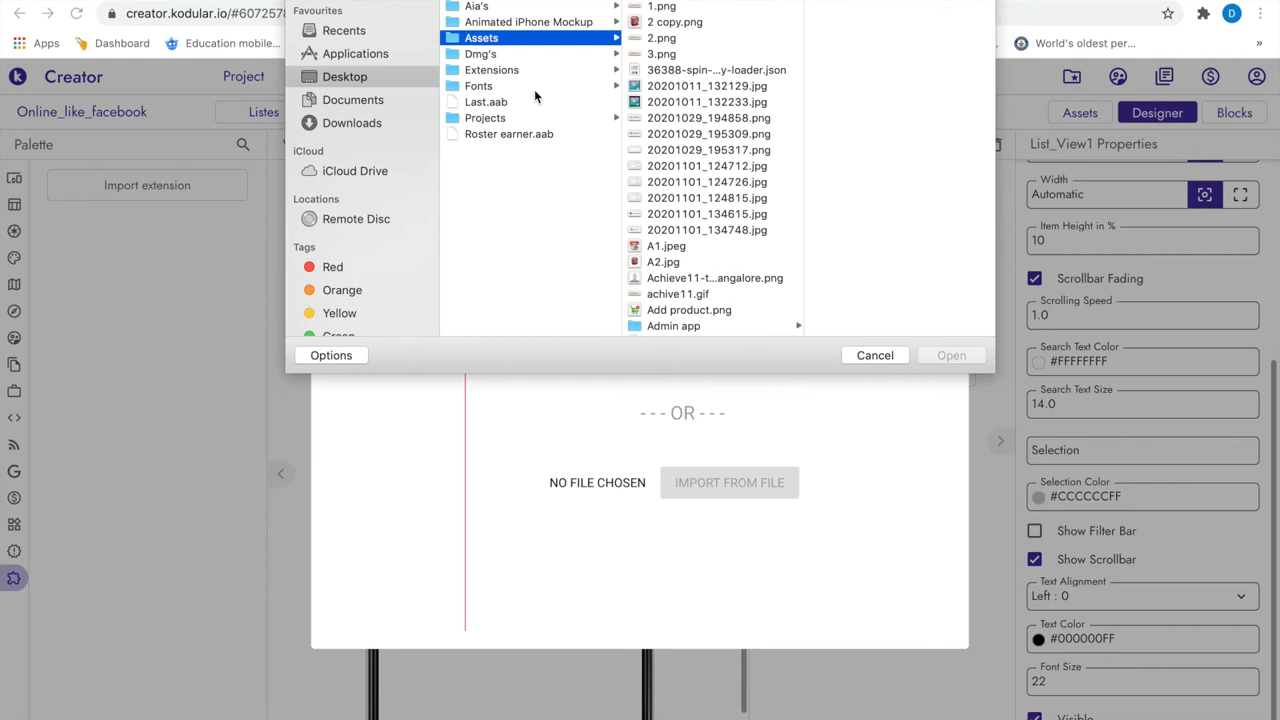 Favourites
Recents
Applications
Desktop
Documents
Downloads
iCloud
iCloud Drive
Locations
Remote Disc
Tags
Red
Orange
Yellow
Green
Aia's
Animated iPhone Mockup
Assets
Dmg's
Extensions
Fonts
Last.aab
Projects
Roster earner.aab
1.png
2 copy.png
2.png
3.png
36388-spin-...y-loader.json
20201011_132129.jpg
20201011_132233.jpg
20201029_194858.png
20201029_195309.png
20201029_195317.png
20201101_124712.jpg
20201101_124726.jpg
20201101_124815.jpg
20201101_134615.jpg
20201101_134748.jpg
A1.jpeg
A2.jpg
Achieve11-t...angalore.png
achive11.gif
Add product.png
Admin app
Options
Cancel
Open
creator.kodular.io/#6072578
D
Apps
Dashboard
Education mobile...
World's oldest per...
»
Creator
Project
Online_like_facebook
Listes
Assets
Designer
Blocks
Palette
Import extension
--- OR ---
NO FILE CHOSEN
IMPORT FROM FILE
List_View1 Properties
Width
Automatic
Item Height in %
10
Scrollbar Fading
Scrolling Speed
1.0
Search Text Color
#FFFFFFFF
Search Text Size
14.0
Selection
Selection Color
#CCCCCCFF
Show Filter Bar
Show Scrollbar
Text Alignment
Left : 0
Text Color
#000000FF
Font Size
22
Visible